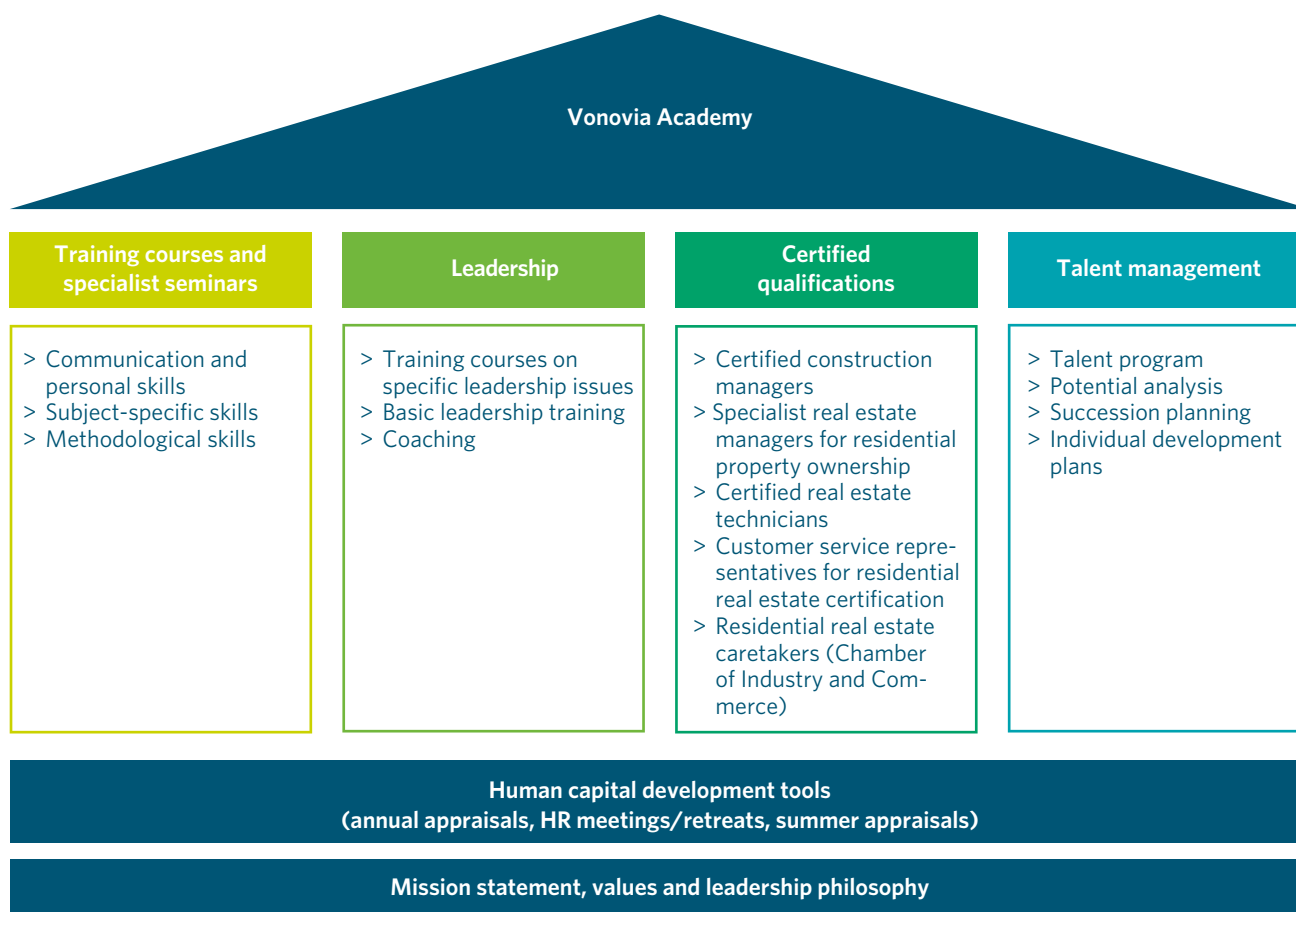 Vonovia Academy
Training courses and
specialist seminars
> Communication and
personal skills
> Subject-specific skills
> Methodological skills
Leadership
> Training courses on
specific leadership issues
> Basic leadership training
> Coaching
Certified
qualifications
> Certified construction
managers
> Specialist real estate
managers for residential
property ownership
> Certified real estate
technicians
> Customer service repre-
sentatives for residential
real estate certification
> Residential real estate
caretakers (Chamber
of Industry and Com-
merce)
Talent management
> Talent program
> Potential analysis
> Succession planning
> Individual development
plans
Human capital development tools
(annual appraisals, HR meetings/retreats, summer appraisals)
Mission statement, values and leadership philosophy